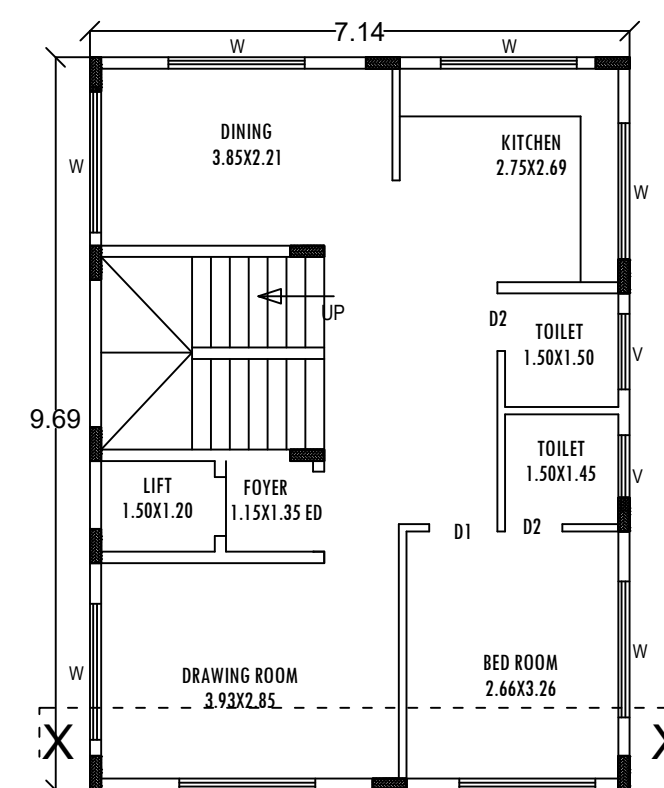 7.14
W
W
DINING
3.85X2.21
KITCHEN
2.75X2.69
W
W
UP
D2
TOILET
1.50X1.50
V
9.69
TOILET
1.50X1.45
V
LIFT
1.50X1.20
FOYER
1.15X1.35 ED
D1
D2
W
DRAWING ROOM
3.93X2.85
BED ROOM
2.66X3.26
W
X
X